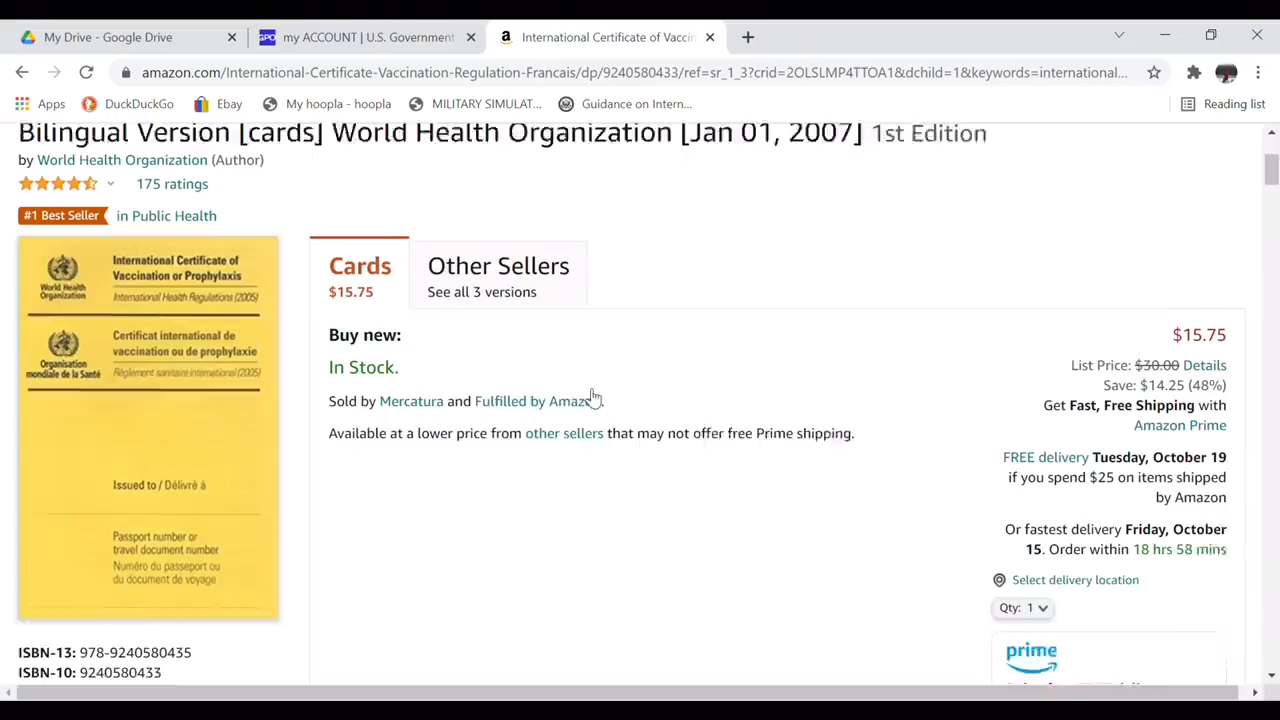 My Drive - Google Drive
GPO my ACCOUNT | U.S. Government
a International Certificate of Vaccin
amazon.com/International-Certificate-Vaccination-Regulation-Francais/dp/9240580433/ref=sr_1_3?crid=2OLSLMP4TTOA1&dchild=1&keywords=international...
Apps DuckDuckGo Ebay My hoopla - hoopla MILITARY SIMULAT... Guidance on Intern... Reading list
Bilingual Version [cards] World Health Organization [Jan 01, 2007] 1st Edition
by World Health Organization (Author)
175 ratings
#1 Best Seller in Public Health
World Health
Organization
International Certificate of
Vaccination or Prophylaxis
International Health Regulations (2005)
Organisation
mondiale de la Santé
Certificat international de
vaccination ou de prophylaxie
Règlement sanitaire international (2005)
Issued to / Délivré à
Passport number or
travel document number
Numéro du passeport ou
du document de voyage
ISBN-13: 978-9240580435
ISBN-10: 9240580433
Cards
$15.75
Other Sellers
See all 3 versions
Buy new:
In Stock.
Sold by Mercatura and Fulfilled by Amazon.
Available at a lower price from other sellers that may not offer free Prime shipping.
$15.75
List Price: $30.00 Details
Save: $14.25 (48%)
Get Fast, Free Shipping with
Amazon Prime
FREE delivery Tuesday, October 19
if you spend $25 on items shipped
by Amazon
Or fastest delivery Friday, October
15. Order within 18 hrs 58 mins
Select delivery location
Qty: 1
prime